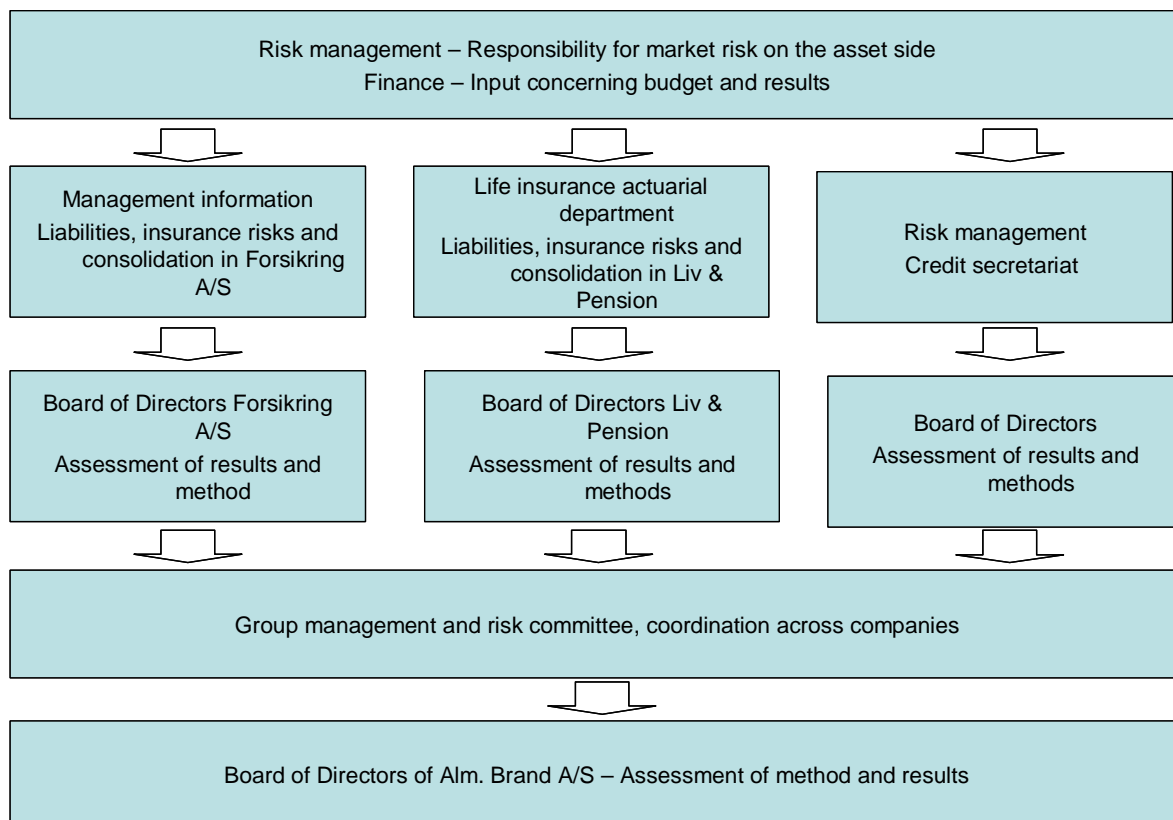 Risk management – Responsibility for market risk on the asset side
Finance – Input concerning budget and results
Management information
Liabilities, insurance risks and
consolidation in Forsikring
A/S
Life insurance actuarial
department
Liabilities, insurance risks and
consolidation in Liv &
Pension
Risk management
Credit secretariat
Board of Directors Forsikring
A/S
Assessment of results and
method
Board of Directors Liv &
Pension
Assessment of results and
methods
Board of Directors
Assessment of results and
methods
Group management and risk committee, coordination across companies
Board of Directors of Alm. Brand A/S – Assessment of method and results